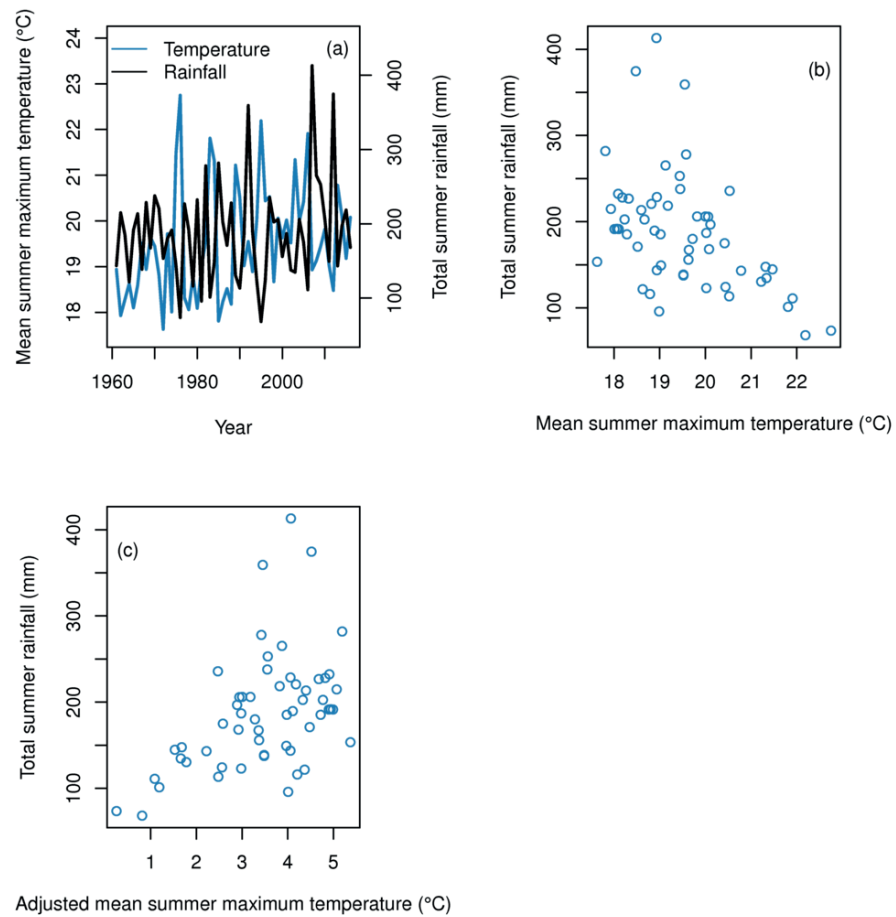 Mean summer maximum temperature (°C)
24
23
22
21
20
19
18
Temperature
Rainfall
(a)
400
300
200
100
Total summer rainfall (mm)
1960
1980
2000
Year
Total summer rainfall (mm)
400
300
200
100
(b)
18
19
20
21
22
Mean summer maximum temperature (°C)
Total summer rainfall (mm)
400
300
200
100
(c)
1
2
3
4
5
Adjusted mean summer maximum temperature (°C)